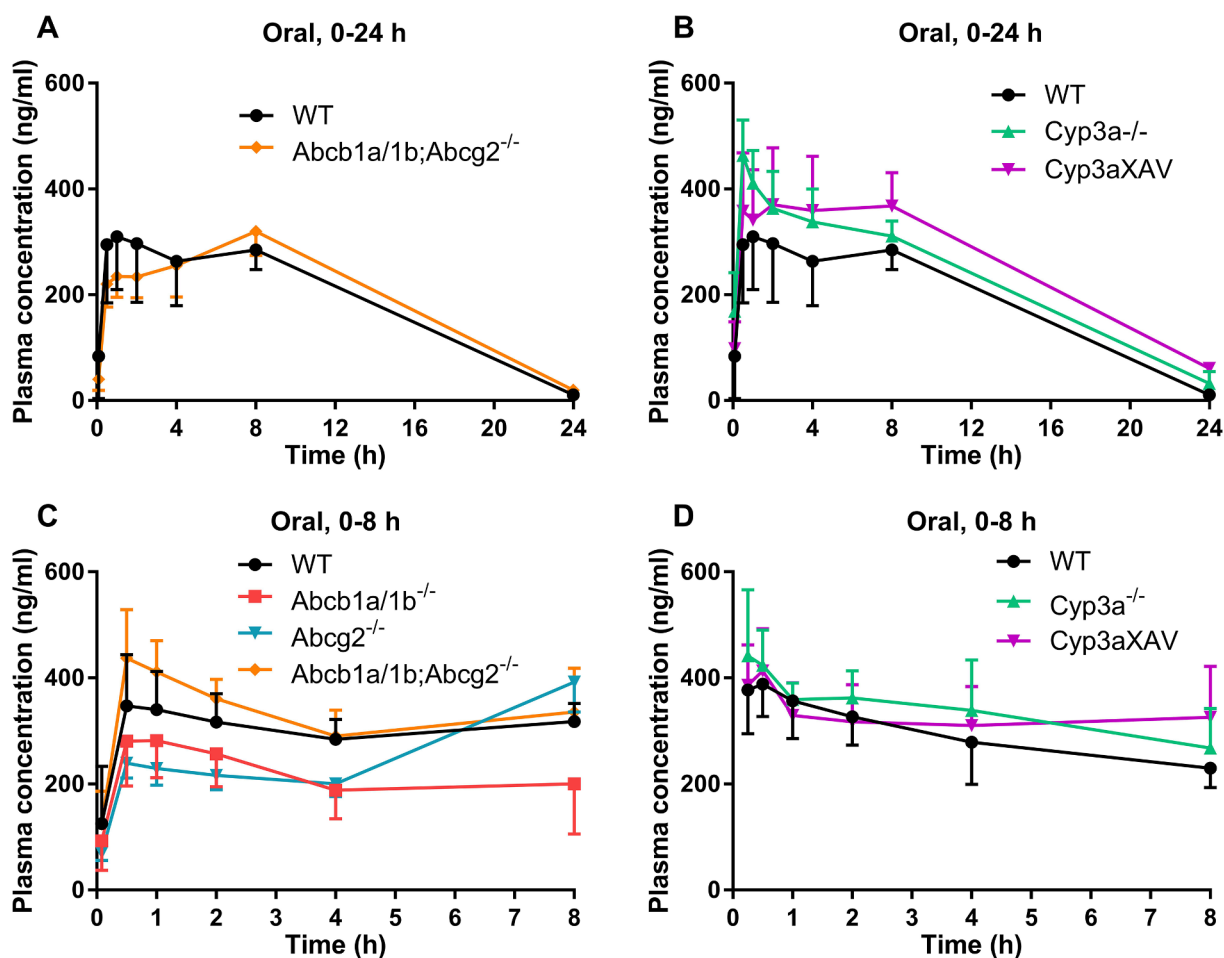 A
Oral, 0-24 h
Plasma concentration (ng/ml)
600
400
200
0
WT
Abcb1a/1b;Abcg2-/-
0 4 8 12 16 20 24
Time (h)
B
Oral, 0-24 h
Plasma concentration (ng/ml)
600
400
200
0
WT
Cyp3a-/-
Cyp3aXAV
0 4 8 12 16 20 24
Time (h)
C
Oral, 0-8 h
Plasma concentration (ng/ml)
600
400
200
0
WT
Abcb1a/1b-/-
Abcg2-/-
Abcb1a/1b;Abcg2-/-
0 1 2 3 4 5 6 7 8
Time (h)
D
Oral, 0-8 h
Plasma concentration (ng/ml)
600
400
200
0
WT
Cyp3a-/-
Cyp3aXAV
0 1 2 3 4 5 6 7 8
Time (h)